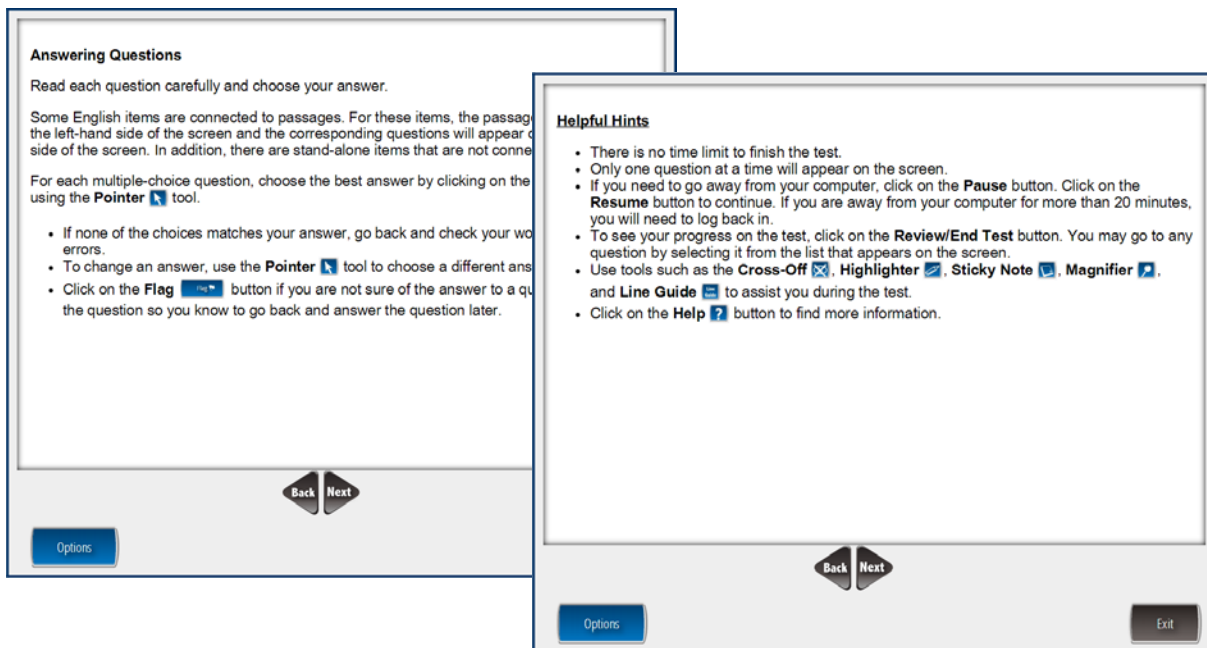 Answering Questions
Read each question carefully and choose your answer.
Some English items are connected to passages. For these items, the passag
the left-hand side of the screen and the corresponding questions will appear
side of the screen. In addition, there are stand-alone items that are not conne
For each multiple-choice question, choose the best answer by clicking on the
using the Pointer tool.
• If none of the choices matches your answer, go back and check your wo
errors.
• To change an answer, use the Pointer tool to choose a different ans
• Click on the Flag Flag button if you are not sure of the answer to a qu
the question so you know to go back and answer the question later.
Back Next
Options
Helpful Hints
• There is no time limit to finish the test.
• Only one question at a time will appear on the screen.
• If you need to go away from your computer, click on the Pause button. Click on the
Resume button to continue. If you are away from your computer for more than 20 minutes,
you will need to log back in.
• To see your progress on the test, click on the Review/End Test button. You may go to any
question by selecting it from the list that appears on the screen.
• Use tools such as the Cross-Off , Highlighter , Sticky Note , Magnifier ,
and Line Guide to assist you during the test.
• Click on the Help ? button to find more information.
Back Next
Options
Exit